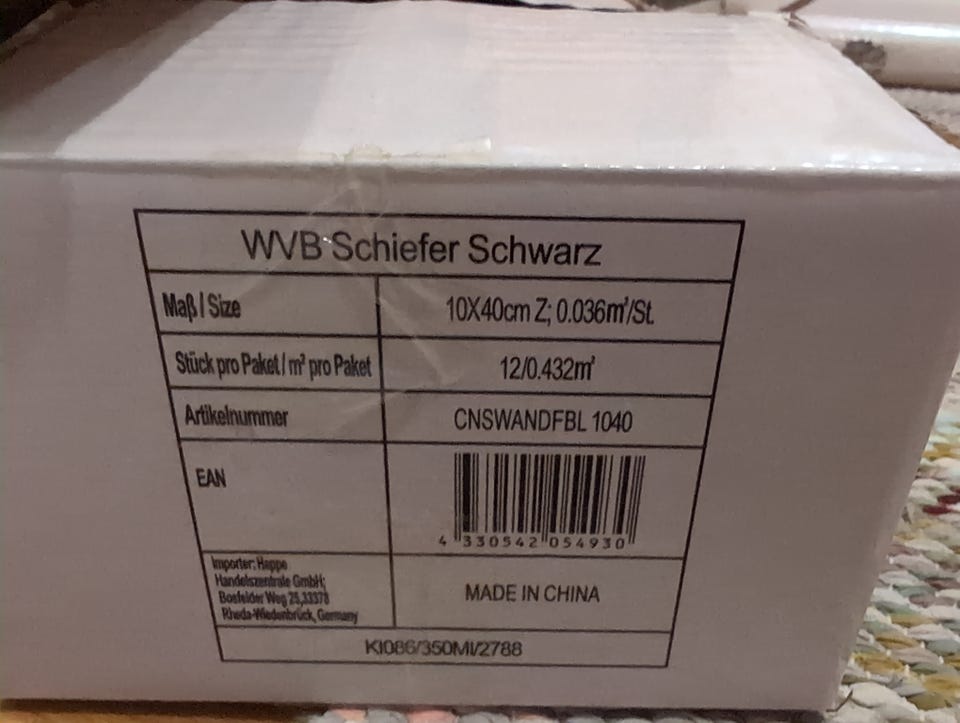 WVB Schiefer Schwarz
Maß / Size
10X40cm Z; 0.036m²/St.
Stück pro Paket / m² pro Paket
12/0.432m²
Artikelnummer
CNSWANDFBL 1040
EAN
4 330542 054930
Importer: Happe
Handelszentrale GmbH;
Bosfelder Weg 25,33378
Rheda-Wiedenbrück, Germany
MADE IN CHINA
KI086/350MI/2788